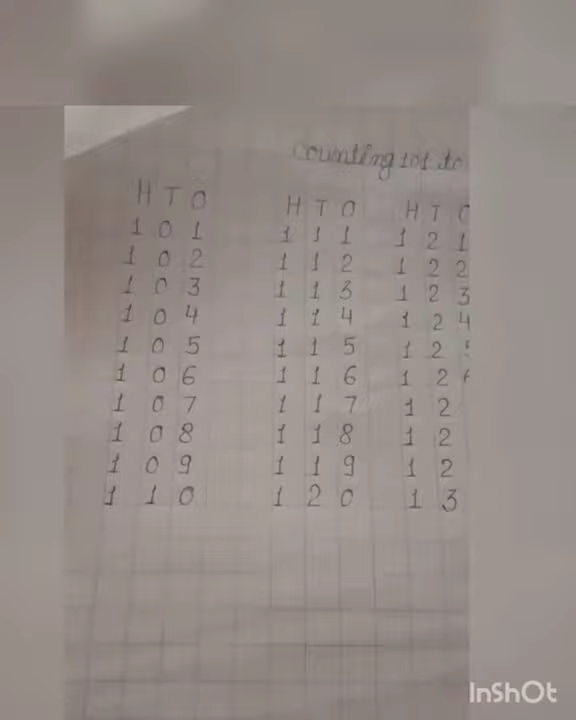 counting 101 to
H T O H T O H T O
1 0 1 1 1 1 1 2 1
1 0 2 1 1 2 1 2 2
1 0 3 1 1 3 1 2 3
1 0 4 1 1 4 1 2 4
1 0 5 1 1 5 1 2
1 0 6 1 1 6 1 2
1 0 7 1 1 7 1 2
1 0 8 1 1 8 1 2
1 0 9 1 1 9 1 2
1 1 0 1 2 0 1 3
InShOt